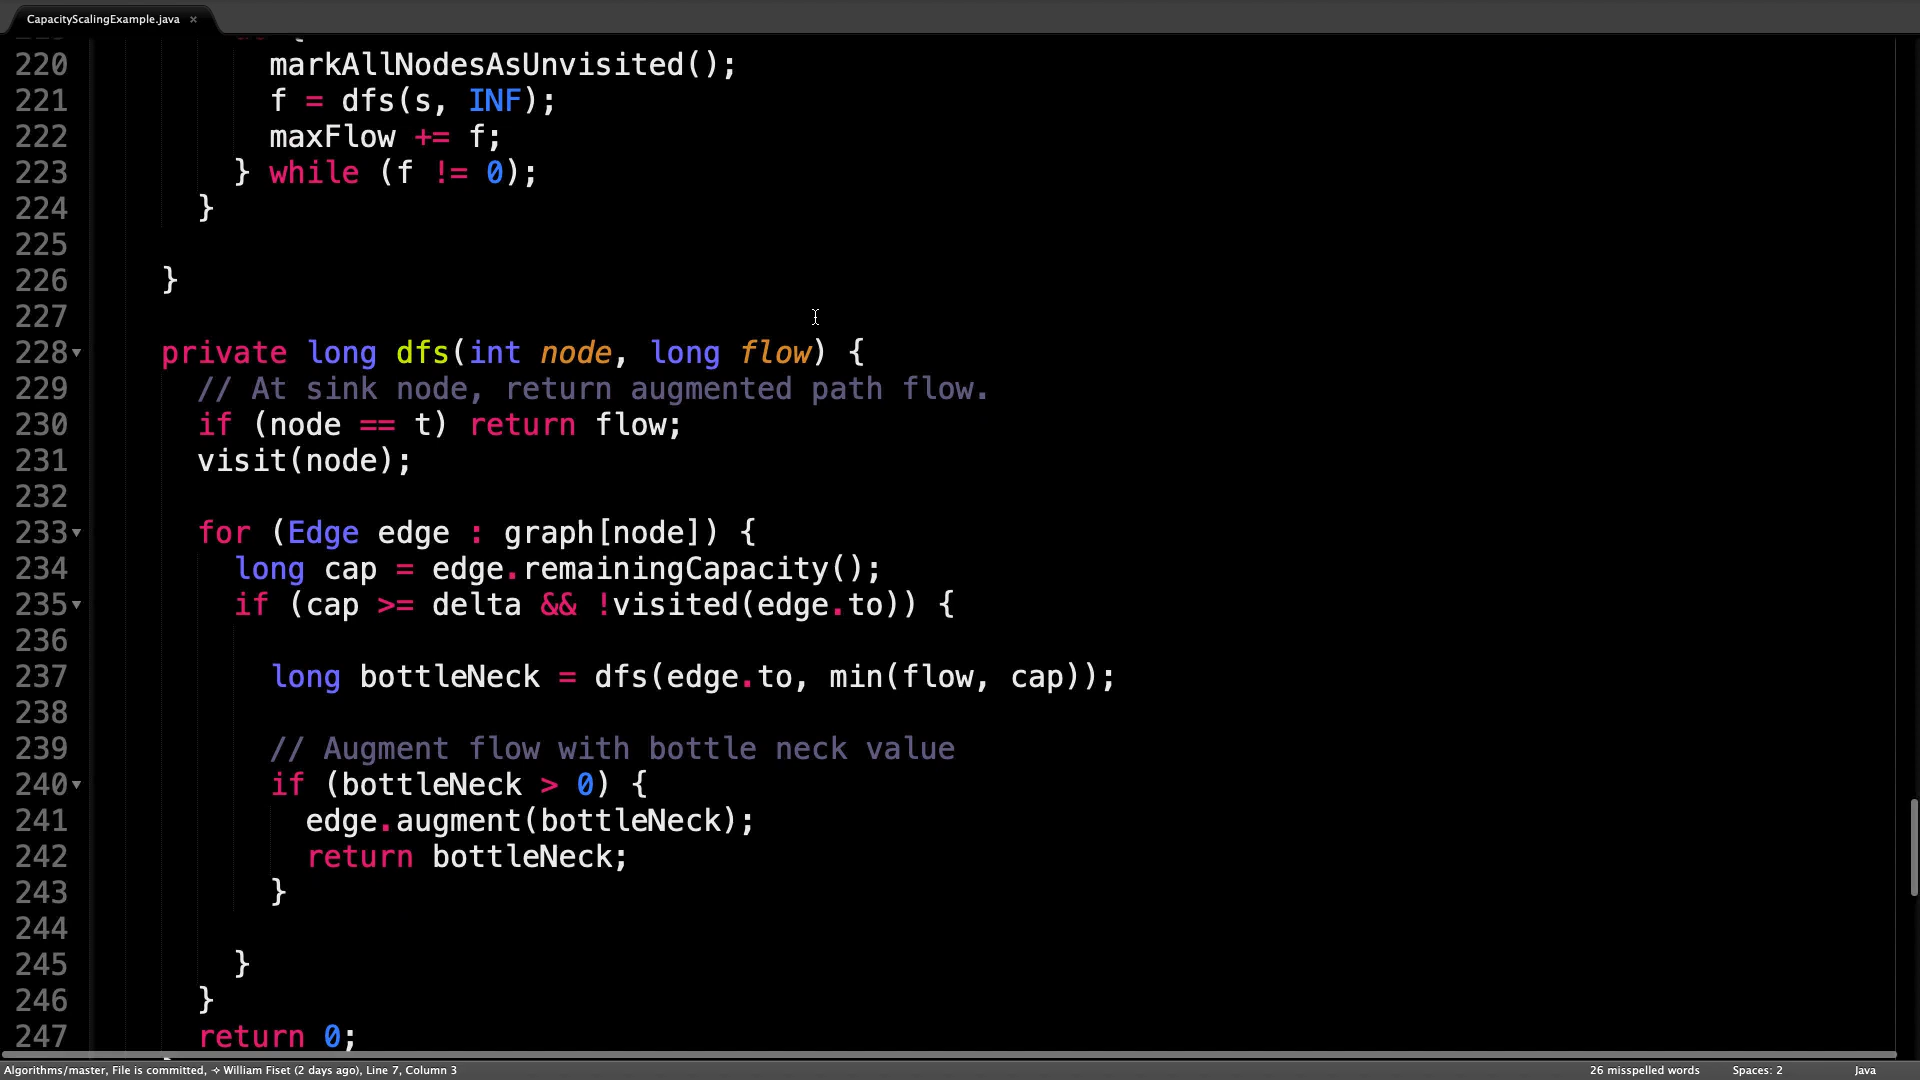 CapacityScalingExample.java ×
220 markAllNodesAsUnvisited();
221 f = dfs(s, INF);
222 maxFlow += f;
223 } while (f != 0);
224 }
225
226 }
227
228 private long dfs(int node, long flow) {
229 // At sink node, return augmented path flow.
230 if (node == t) return flow;
231 visit(node);
232
233 for (Edge edge : graph[node]) {
234 long cap = edge.remainingCapacity();
235 if (cap >= delta && !visited(edge.to)) {
236
237 long bottleNeck = dfs(edge.to, min(flow, cap));
238
239 // Augment flow with bottle neck value
240 if (bottleNeck > 0) {
241 edge.augment(bottleNeck);
242 return bottleNeck;
243 }
244
245 }
246 }
247 return 0;
Algorithms/master, File is committed, ✧ William Fiset (2 days ago), Line 7, Column 3 26 misspelled words Spaces: 2 Java